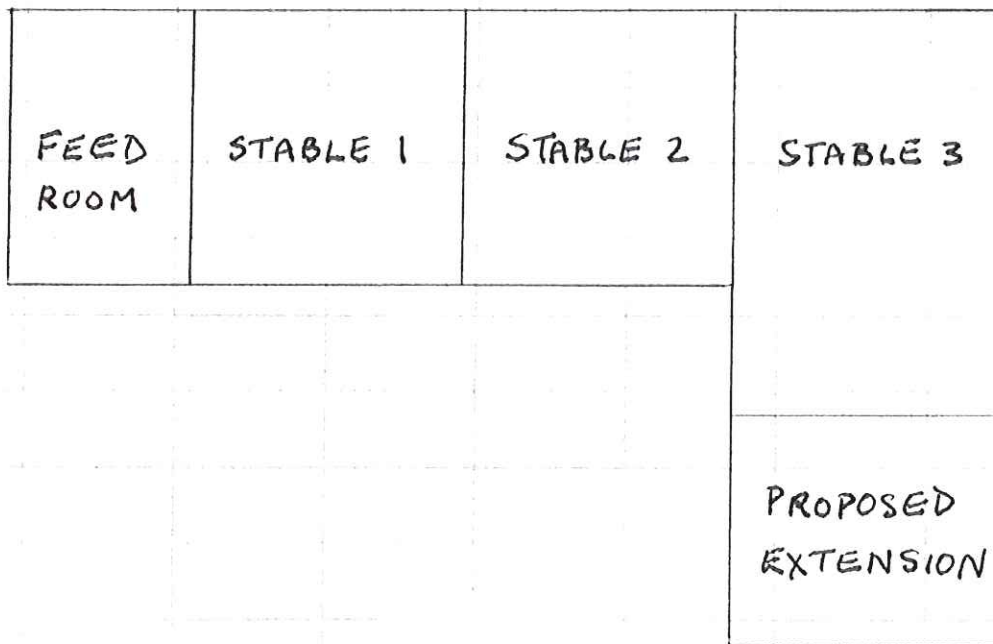 FEED
ROOM
STABLE 1
STABLE 2
STABLE 3
PROPOSED
EXTENSION